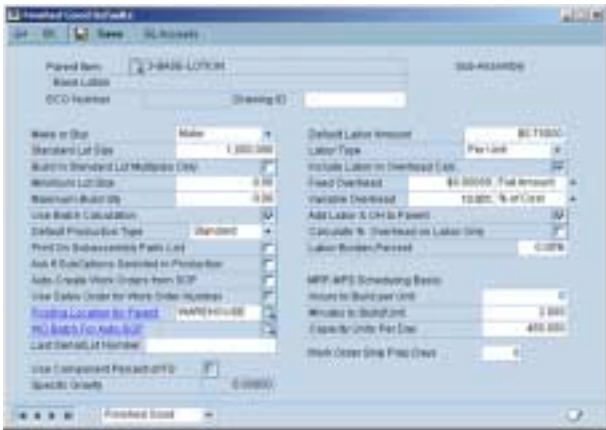 Finished Good Defaults
Save GL Accounts
Parent Item 3-BASE-LOTION Sub-Assembly
Base Lotion
ECO Number Drawing ID
Make or Buy Make
Standard Lot Size 1,000.000
Build In Standard Lot Multiples Only
Minimum Lot Size 0.00
Maximum Build Qty 0.00
Use Batch Calculation
Default Production Type Standard
Print On Subassembly Parts List
Ask if SubOptions Selected in Production
Auto-Create Work Orders from SOP
Use Sales Order for Work Order Number
Posting Location for Parent WAREHOUSE
MO Batch For Auto SOP
Last Serial/Lot Number
Use Component Percent of FG
Specific Gravity 0.00000
Default Labor Amount $0.75000
Labor Type Per Unit
Include Labor In Overhead Calc
Fixed Overhead $0.00000, Flat Amount
Variable Overhead % of Cost
Add Labor & OH to Parent
Calculate % Overhead on Labor Only
Labor Burden Percent 0.00%
MRP-MPS Scheduling Basis
Hours to Build per Unit 0
Minutes to Build/Unit
Capacity Units Per Day
Work Order Ship Prep Days
Finished Good